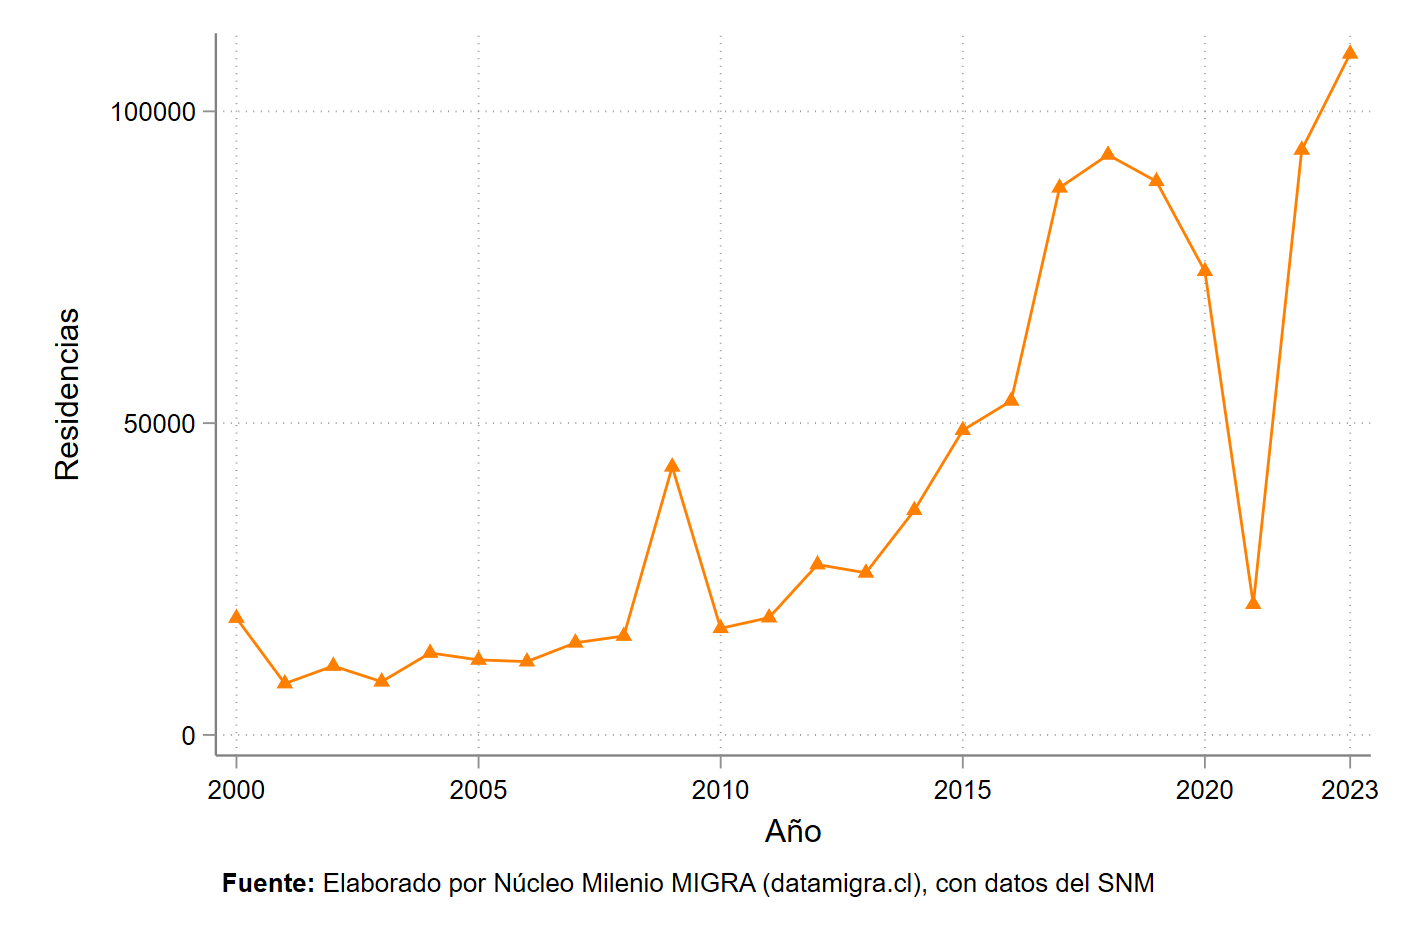 100000
50000
0
Residencias
2000 2005 2010 2015 2020 2023
Año
Fuente: Elaborado por Núcleo Milenio MIGRA (datamigra.cl), con datos del SNM